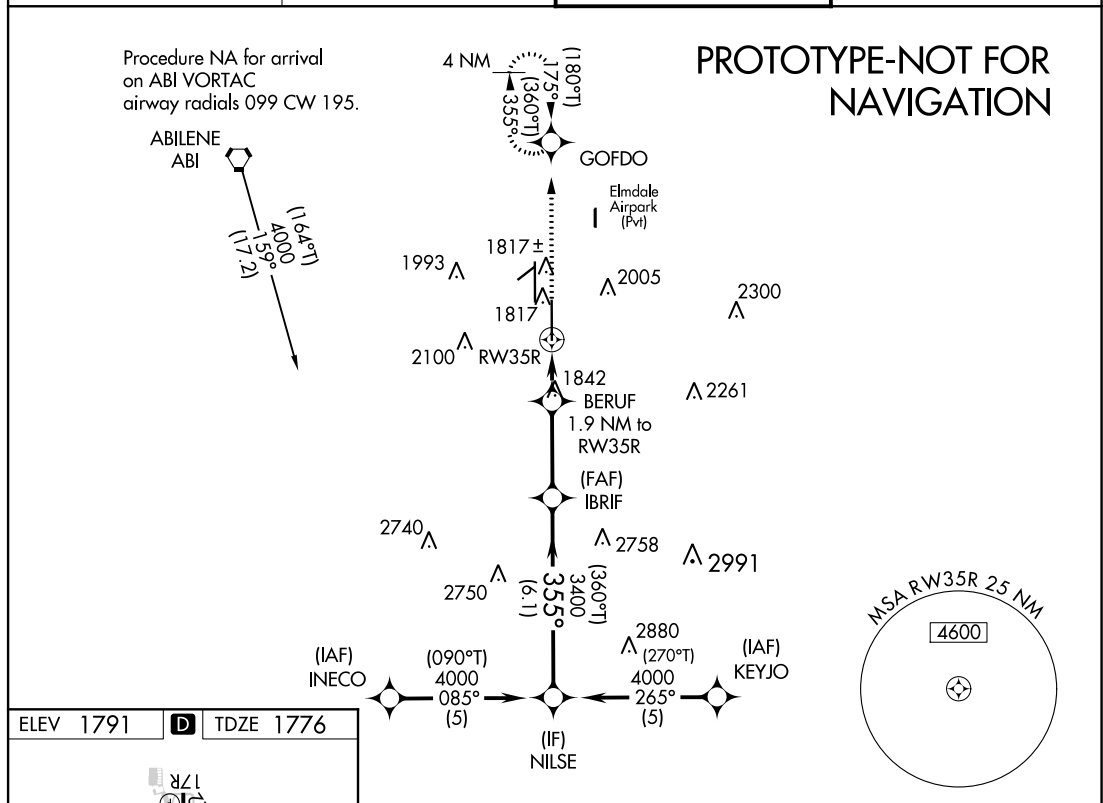 Procedure NA for arrival
on ABI VORTAC
airway radials 099 CW 195.
PROTOTYPE-NOT FOR
NAVIGATION
4 NM
(180°T)
175°
(360°T)
355°
ABILENE
ABI
GOFDO
Elmdale
Airpark
(Pvt)
(164°T)
4000
159°
(17.2)
1817±
1993
2005
2300
1817
2100
RW35R
1842
BERUF
1.9 NM to
RW35R
2261
(FAF)
IBRIF
2740
2758
2991
2750
(360°T)
3400
355°
(6.1)
MSA RW35R 25 NM
4600
2880
(IAF)
INECO
(090°T)
4000
085°
(5)
(270°T)
4000
265°
(5)
(IAF)
KEYJO
(IF)
NILSE
ELEV 1791
D
TDZE 1776
17R